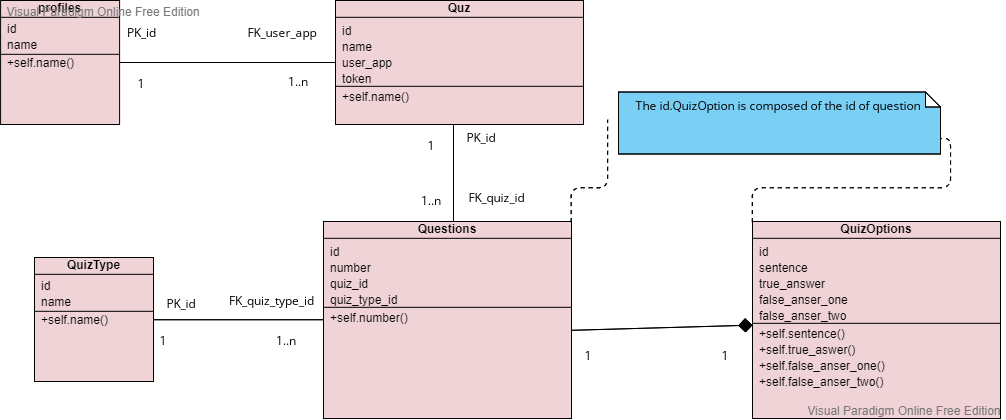 Visual Paradigm Online Free Edition
profiles
id
name
+self.name()
PK_id
FK_user_app
1
1..n
Quz
id
name
user_app
token
+self.name()
The id.QuizOption is composed of the id of question
1
PK_id
1..n
FK_quiz_id
QuizType
id
name
+self.name()
PK_id
FK_quiz_type_id
1
1..n
Questions
id
number
quiz_id
quiz_type_id
+self.number()
1
1
QuizOptions
id
sentence
true_answer
false_anser_one
false_anser_two
+self.sentence()
+self.true_aswer()
+self.false_anser_one()
+self.false_anser_two()
Visual Paradigm Online Free Edition